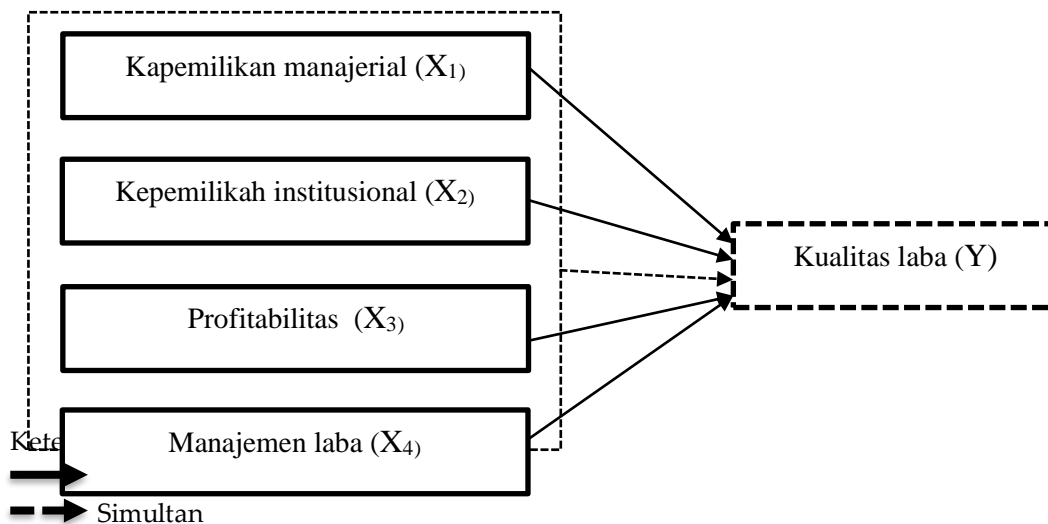 Kapemilikan manajerial (X1)
Kepemilikah institusional (X2)
Kualitas laba (Y)
Profitabilitas (X3)
Manajemen laba (X4)
Simultan